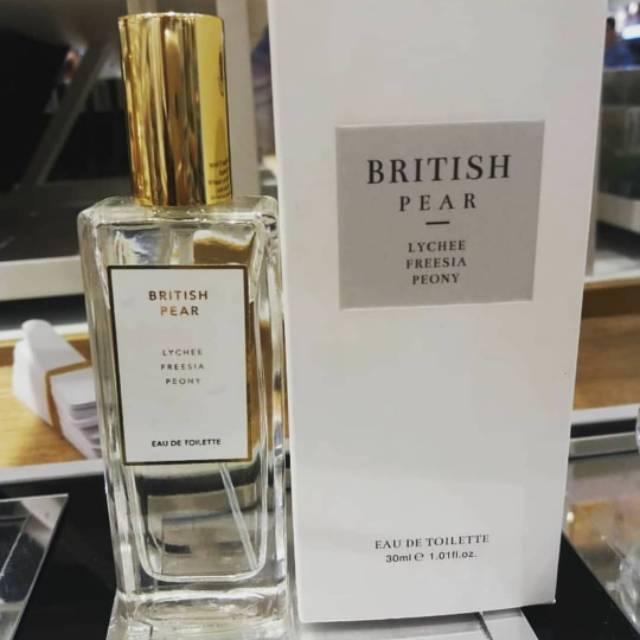 BRITISH
PEAR
LYCHEE
FREESIA
PEONY
EAU DE TOILETTE
BRITISH
PEAR
LYCHEE
FREESIA
PEONY
EAU DE TOILETTE
30ml ℮ 1.01fl.oz.